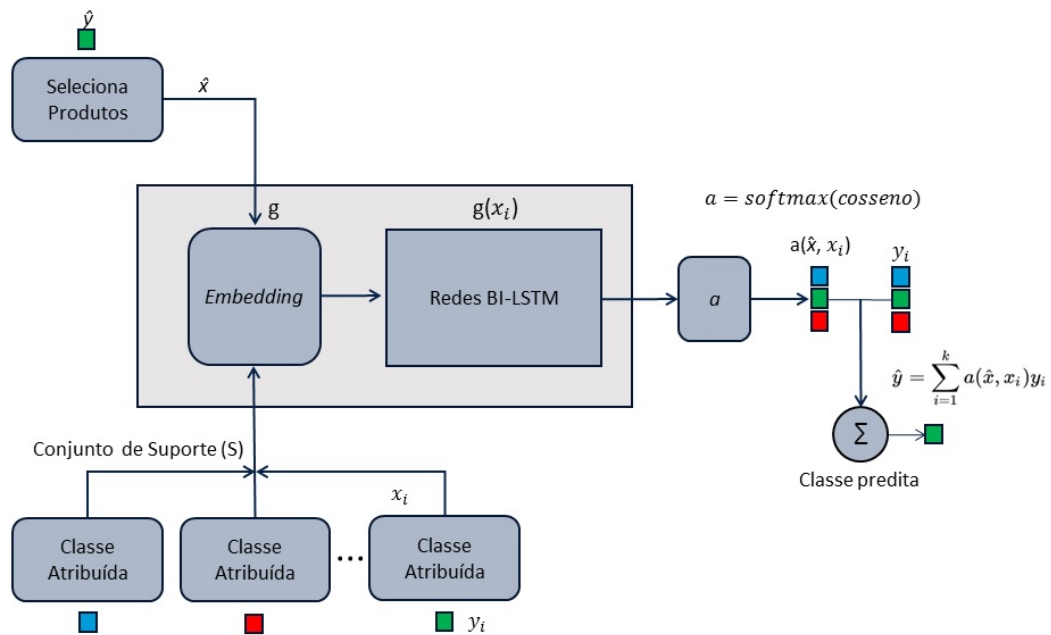 ŷ
Seleciona
Produtos
x̂
g
g(xᵢ)
Embedding
Redes BI-LSTM
a = softmax(cosseno)
a
a(x̂, xᵢ)
yᵢ
ŷ = ∑ᵢ₌₁ᵏ a(x̂, xᵢ)yᵢ
Σ
Classe predita
Conjunto de Suporte (S)
xᵢ
Classe
Atribuída
Classe
Atribuída
...
Classe
Atribuída
yᵢ